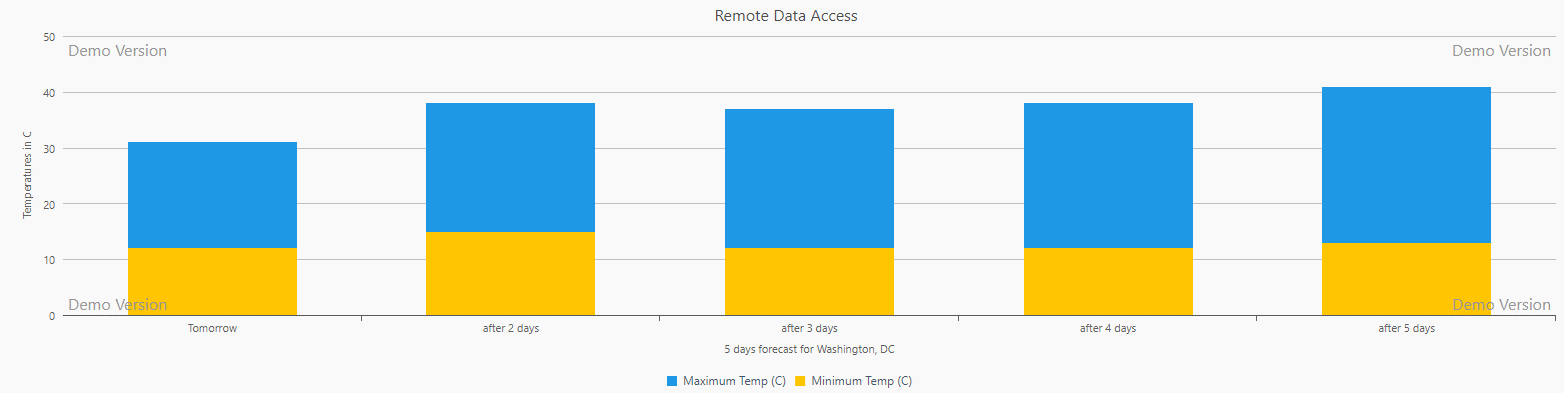 Remote Data Access
Demo Version Demo Version
50
40
30
20
10
0
Temperatures in C
Demo Version Demo Version
Tomorrow after 2 days after 3 days after 4 days after 5 days
5 days forecast for Washington, DC
Maximum Temp (C) Minimum Temp (C)